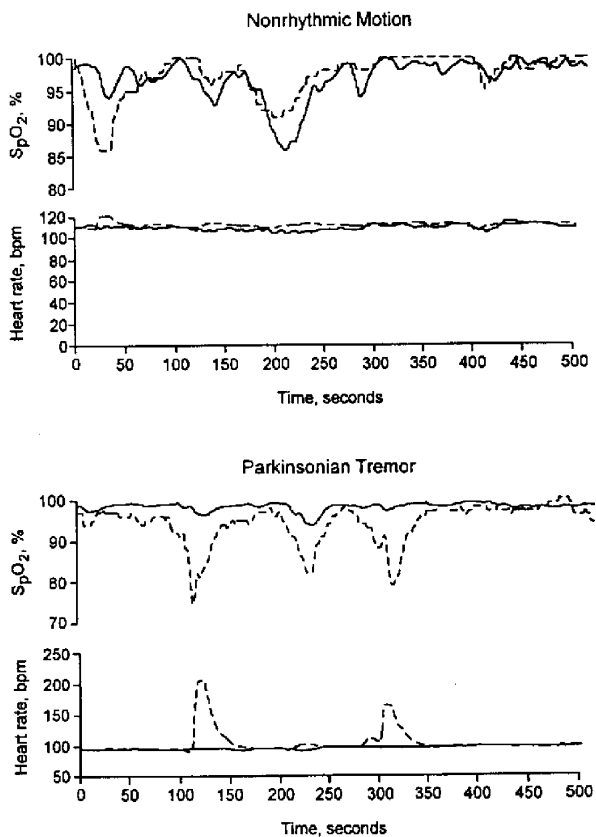 Nonrhythmic Motion
100
95
90
85
80
SpO2, %
120
100
80
60
40
20
0
Heart rate, bpm
0 50 100 150 200 250 300 350 400 450 500
Time, seconds
Parkinsonian Tremor
100
90
80
70
SpO2, %
250
200
150
100
50
Heart rate, bpm
0 50 100 150 200 250 300 350 400 450 500
Time, seconds